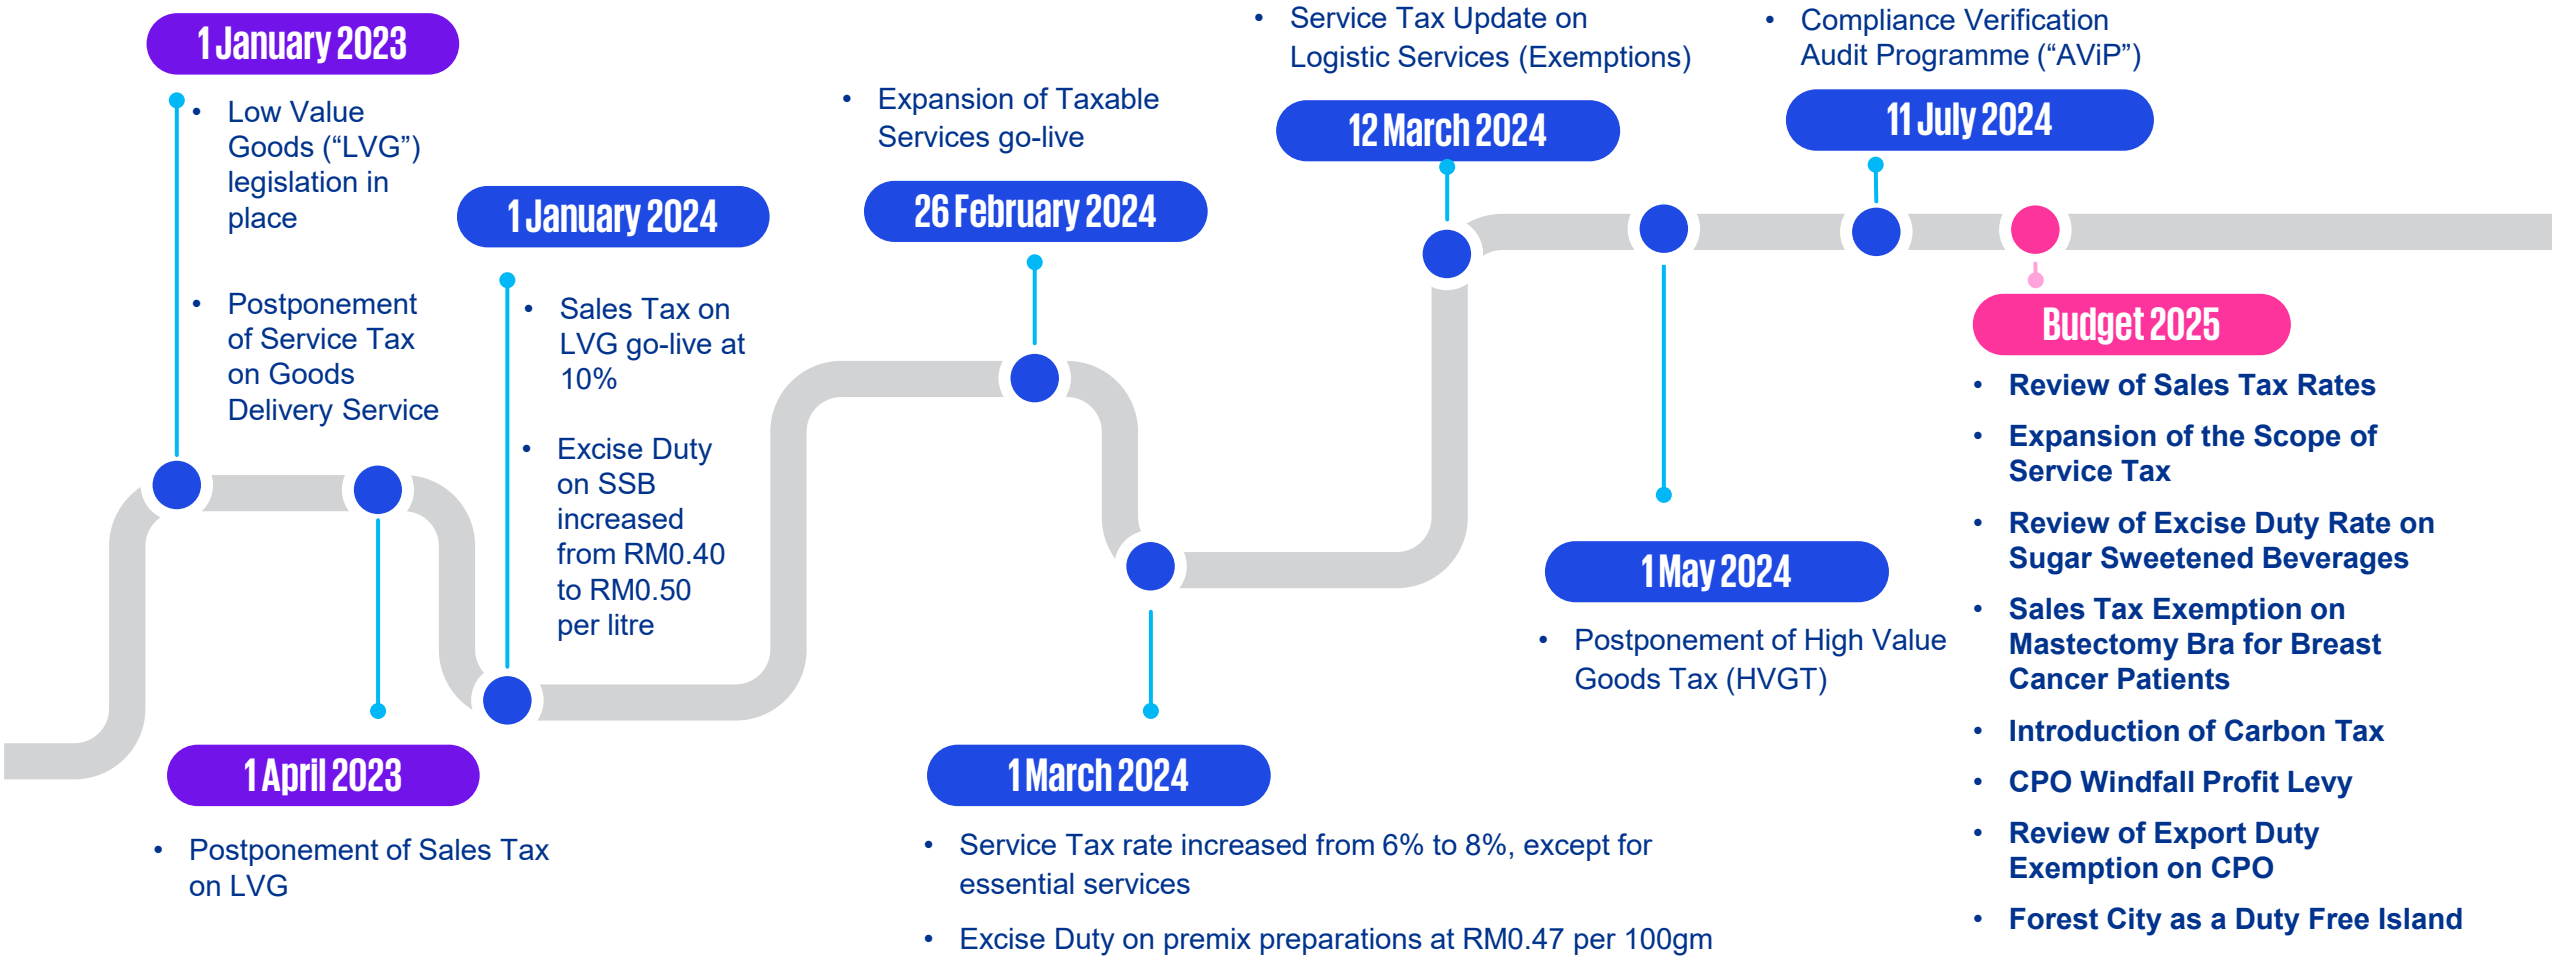 1 January 2023
• Low Value
Goods (“LVG”)
legislation in
place
• Postponement
of Service Tax
on Goods
Delivery Service
1 April 2023
• Postponement of Sales Tax
on LVG
1 January 2024
• Sales Tax on
LVG go-live at
10%
• Excise Duty
on SSB
increased
from RM0.40
to RM0.50
per litre
• Expansion of Taxable
Services go-live
26 February 2024
1 March 2024
• Service Tax rate increased from 6% to 8%, except for
essential services
• Excise Duty on premix preparations at RM0.47 per 100gm
• Service Tax Update on
Logistic Services (Exemptions)
12 March 2024
1 May 2024
• Postponement of High Value
Goods Tax (HVGT)
• Compliance Verification
Audit Programme (“AViP”)
11 July 2024
Budget 2025
• Review of Sales Tax Rates
• Expansion of the Scope of
Service Tax
• Review of Excise Duty Rate on
Sugar Sweetened Beverages
• Sales Tax Exemption on
Mastectomy Bra for Breast
Cancer Patients
• Introduction of Carbon Tax
• CPO Windfall Profit Levy
• Review of Export Duty
Exemption on CPO
• Forest City as a Duty Free Island